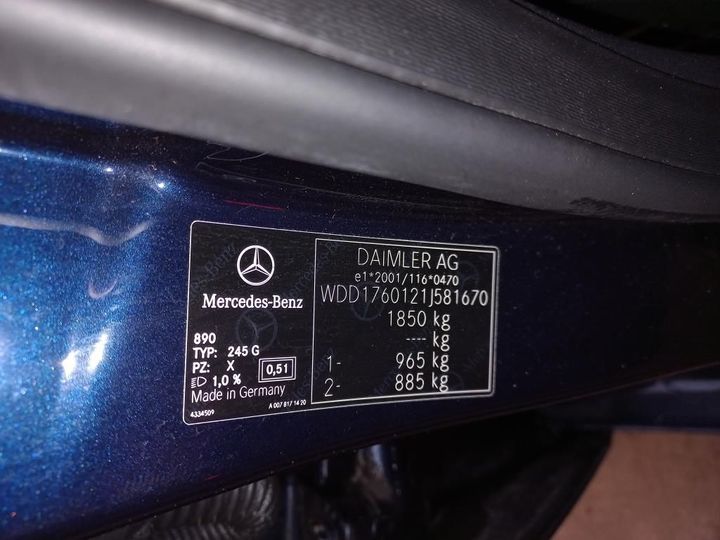 Mercedes-Benz
890
TYP: 245 G
PZ: X
1,0 %
0,51
Made in Germany
4334509
A 007 817 14 20
DAIMLER AG
e1*2001/116*0470
WDD1760121J581670
1850 kg
---- kg
1- 965 kg
2- 885 kg